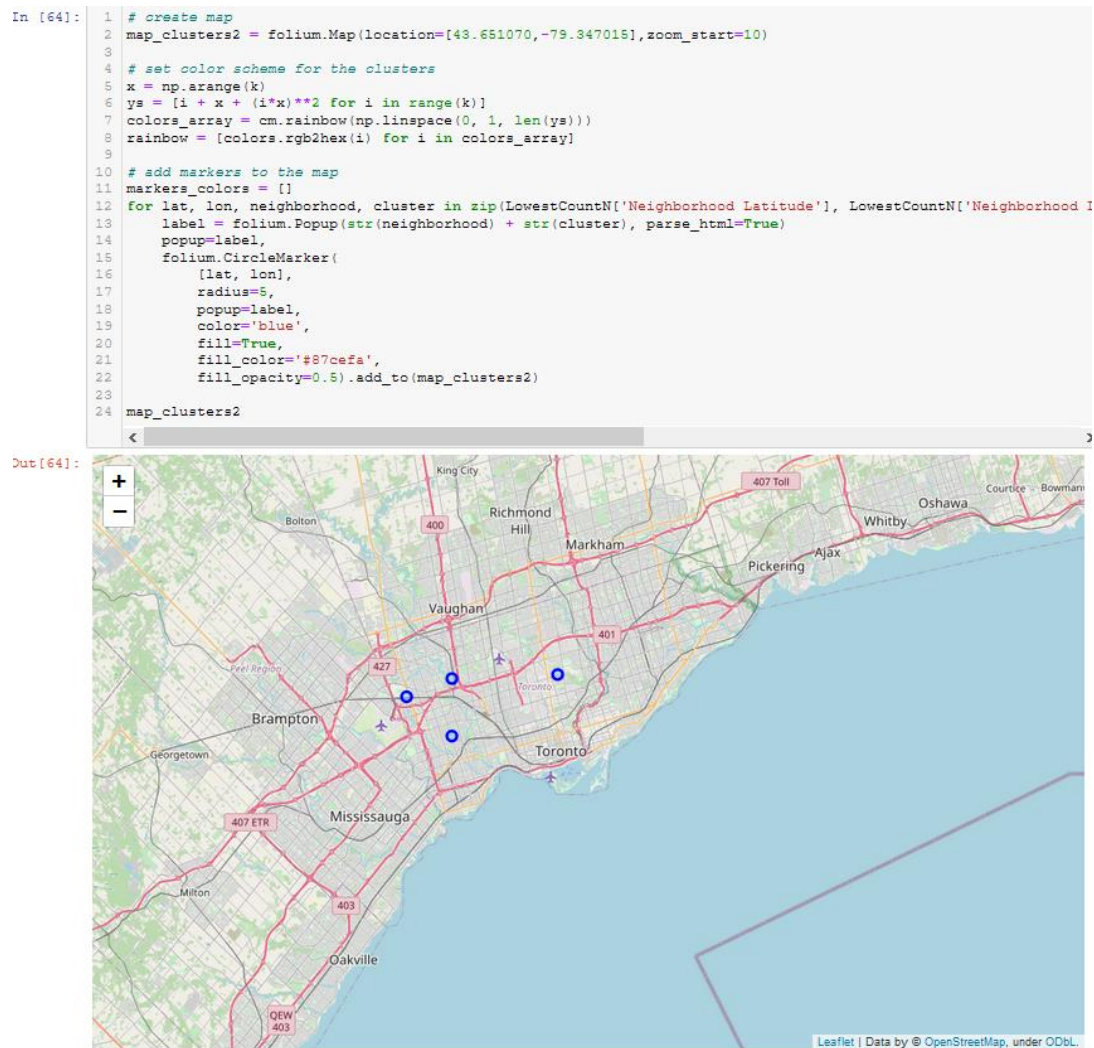 In [64]:
1 # create map
2 map_clusters2 = folium.Map(location=[43.651070,-79.347015],zoom_start=10)
3
4 # set color scheme for the clusters
5 x = np.arange(k)
6 ys = [i + x + (i*x)**2 for i in range(k)]
7 colors_array = cm.rainbow(np.linspace(0, 1, len(ys)))
8 rainbow = [colors.rgb2hex(i) for i in colors_array]
9
10 # add markers to the map
11 markers_colors = []
12 for lat, lon, neighborhood, cluster in zip(LowestCountN['Neighborhood Latitude'], LowestCountN['Neighborhood
13     label = folium.Popup(str(neighborhood) + str(cluster), parse_html=True)
14     popup=label,
15     folium.CircleMarker(
16         [lat, lon],
17         radius=5,
18         popup=label,
19         color='blue',
20         fill=True,
21         fill_color='#87cefa',
22         fill_opacity=0.5).add_to(map_clusters2)
23
24 map_clusters2
Out[64]:
+
−
King City
407 Toll
Courtice
Bowman
Oshawa
Bolton
400
Richmond
Hill
Whitby
Markham
Ajax
Pickering
Vaughan
401
427
Peel Region
Toronto
Brampton
Toronto
Georgetown
Mississauga
407 ETR
Milton
403
Oakville
QEW
403
Leaflet | Data by © OpenStreetMap, under ODbL.